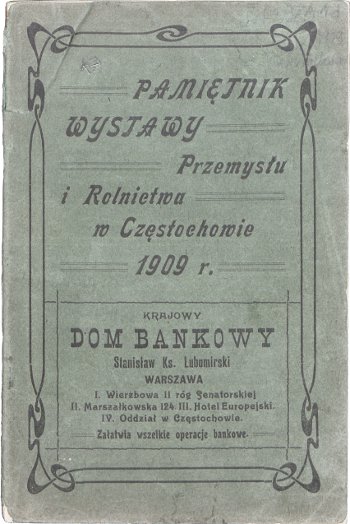 PAMIĘTNIK
WYSTAWY
Przemysłu
i Rolnictwa
w Częstochowie
1909 r.
KRAJOWY
DOM BANKOWY
Stanisław Ks. Lubomirski
WARSZAWA
I. Wierzbowa 11 róg Senatorskiej
II. Marszałkowska 124 III. Hotel Europejski.
IV. Oddział w Częstochowie.
Załatwia wszelkie operacje bankowe.